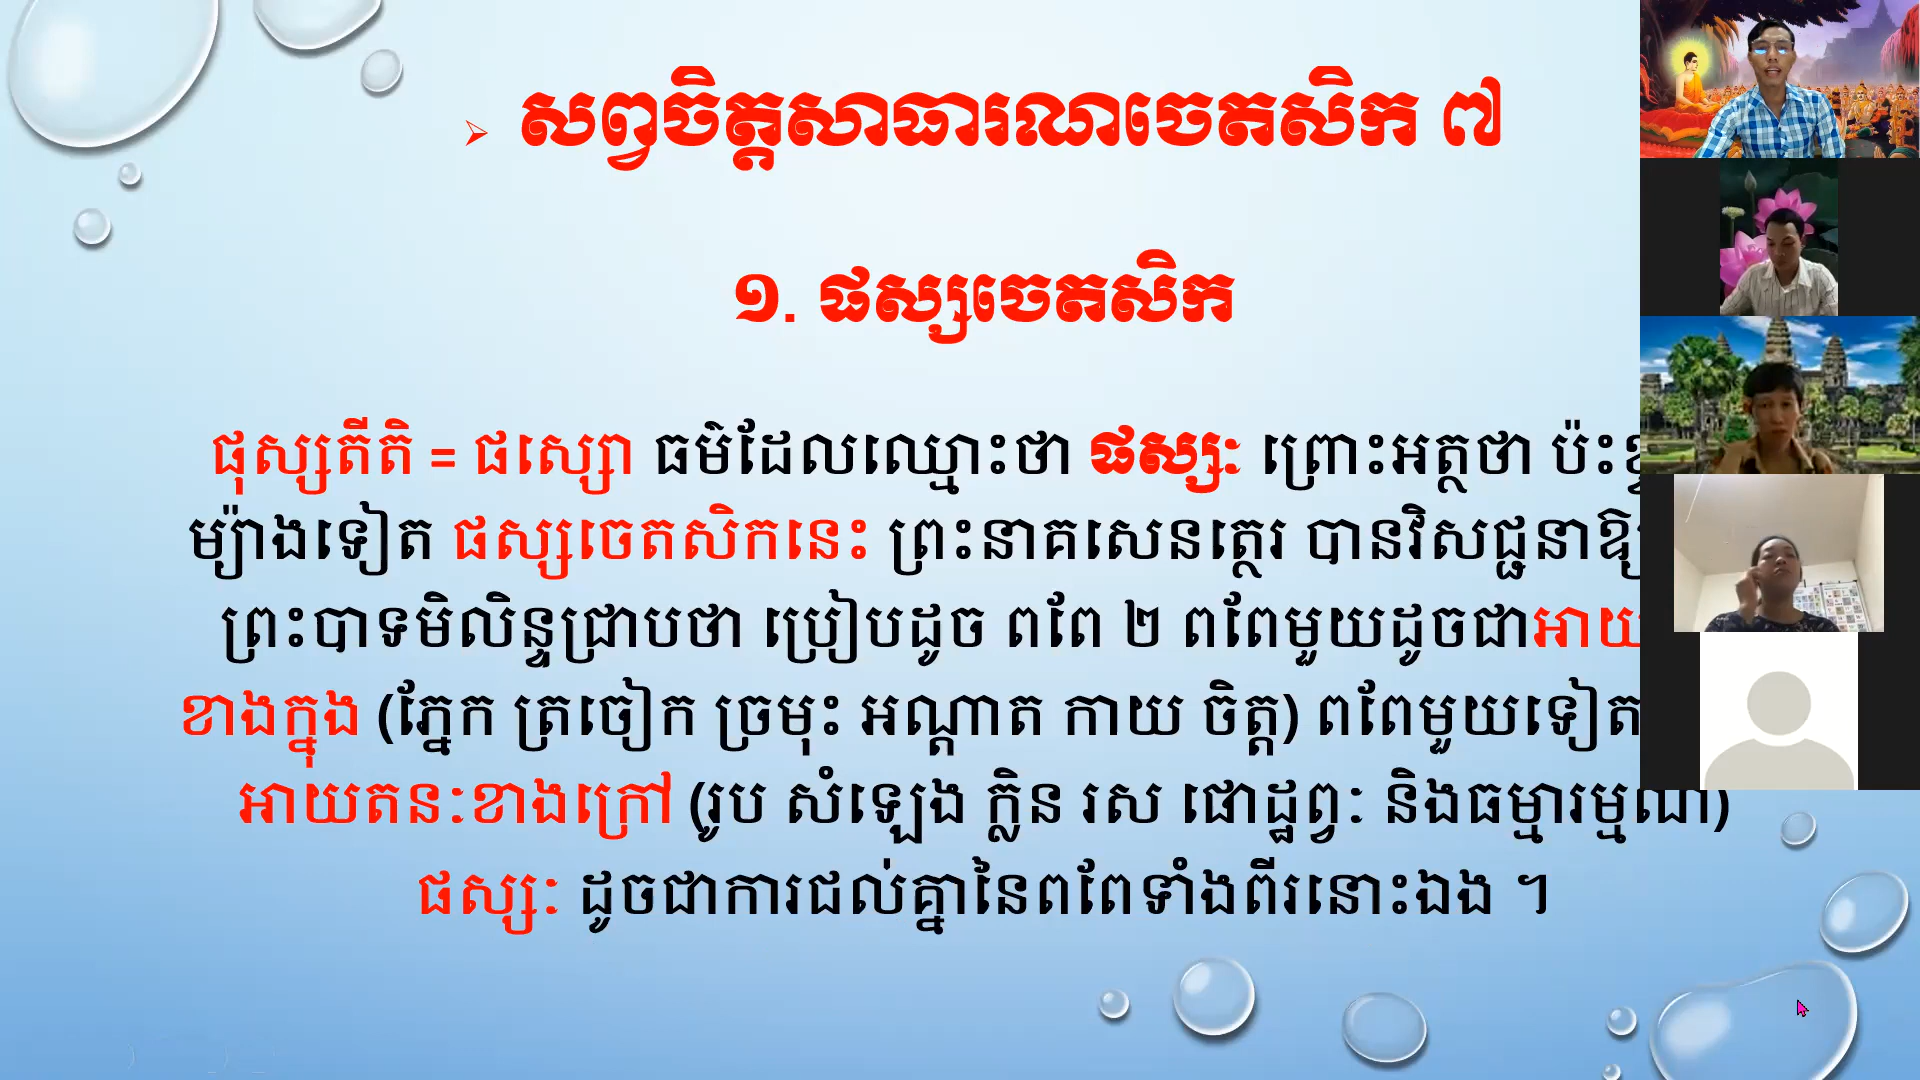 ➢ សព្វចិត្តសាធារណចេតសិក ៧
១. ផស្សចេតសិក
ផុស្សតីតិ = ផស្សោ ធម៌ដែលឈ្មោះថា ផស្សៈ ព្រោះអត្ថថា ប៉ះខ្ទ
ម្យ៉ាងទៀត ផស្សចេតសិកនេះ ព្រះនាគសេនត្ថេរ បានវិសជ្ជនាឱ្យ
ព្រះបាទមិលិន្ទជ្រាបថា ប្រៀបដូច ពពែ ២ ពពែមួយដូចជាអាយ
ខាងក្នុង (ភ្នែក ត្រចៀក ច្រមុះ អណ្តាត កាយ ចិត្ត) ពពែមួយទៀត
អាយតនៈខាងក្រៅ (រូប សំឡេង ក្លិន រស ផោដ្ឋព្វៈ និងធម្មារម្មណ៍)
ផស្សៈ ដូចជាការជល់គ្នានៃពពែទាំងពីរនោះឯង ។